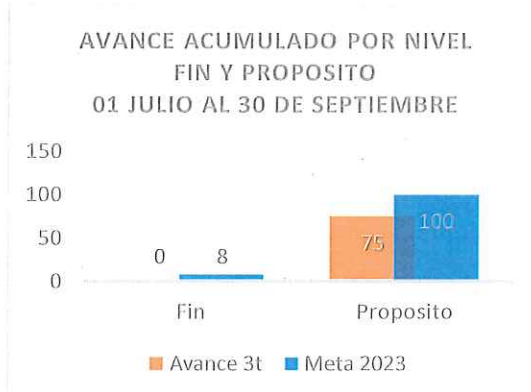 AVANCE ACUMULADO POR NIVEL
FIN Y PROPOSITO
01 JULIO AL 30 DE SEPTIEMBRE
150
100
50
0
0 8
75 100
Fin Proposito
Avance 3t Meta 2023